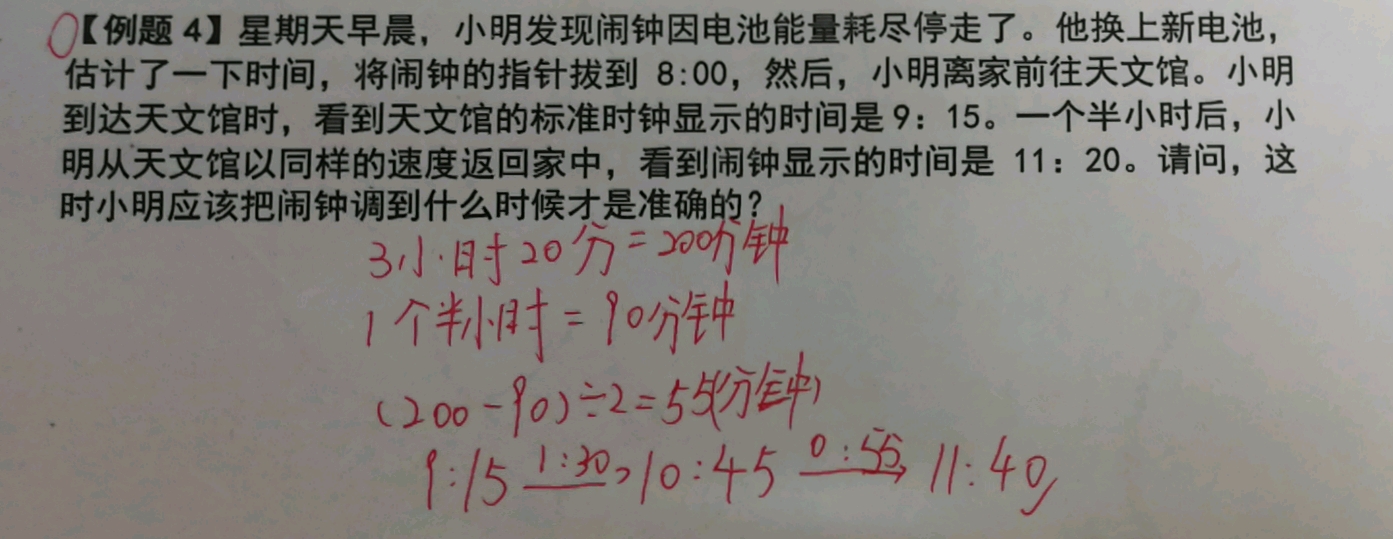 【例题 4】星期天早晨，小明发现闹钟因电池能量耗尽停走了。他换上新电池，
估计了一下时间，将闹钟的指针拔到 8:00，然后，小明离家前往天文馆。小明
到达天文馆时，看到天文馆的标准时钟显示的时间是 9：15。一个半小时后，小
明从天文馆以同样的速度返回家中，看到闹钟显示的时间是 11：20。请问，这
时小明应该把闹钟调到什么时候才是准确的？
3小时20分=200分钟
1个半小时=90分钟
(200-90)÷2=55(分钟)
9:15 1:30 10:45 0:55 11:40